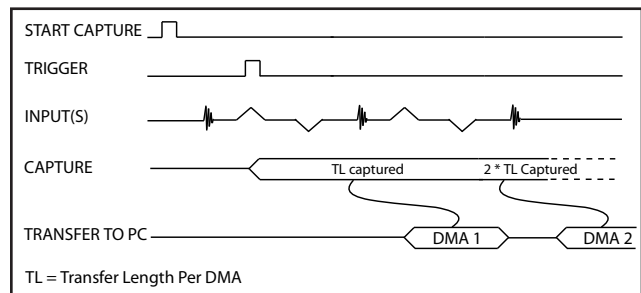 START CAPTURE
TRIGGER
INPUT(S)
CAPTURE
TL captured
2 * TL Captured
TRANSFER TO PC
DMA 1
DMA 2
TL = Transfer Length Per DMA